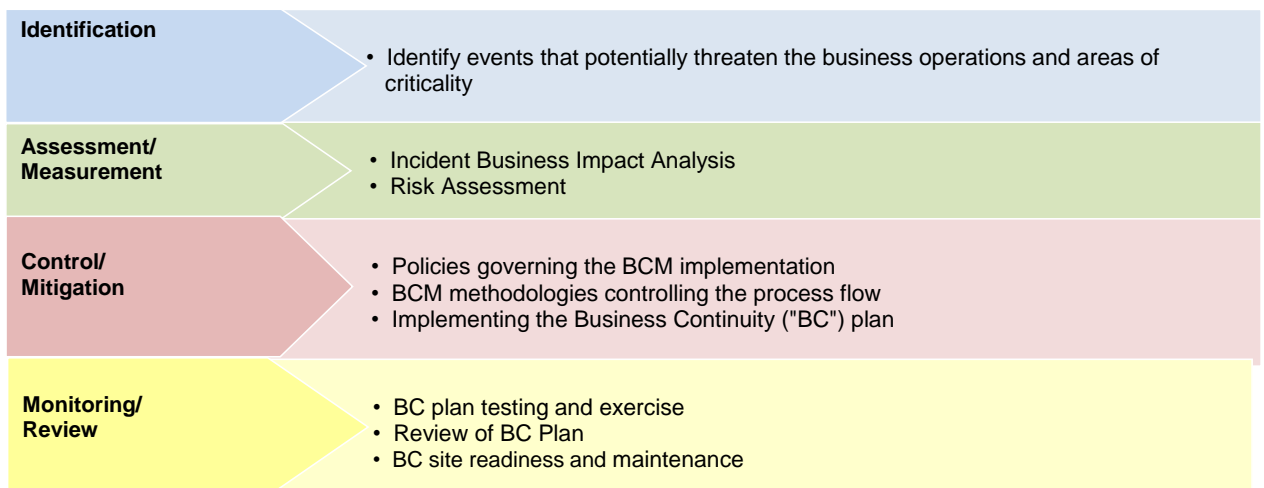 Identification
• Identify events that potentially threaten the business operations and areas of
criticality
Assessment/
Measurement
• Incident Business Impact Analysis
• Risk Assessment
Control/
Mitigation
• Policies governing the BCM implementation
• BCM methodologies controlling the process flow
• Implementing the Business Continuity ("BC") plan
Monitoring/
Review
• BC plan testing and exercise
• Review of BC Plan
• BC site readiness and maintenance